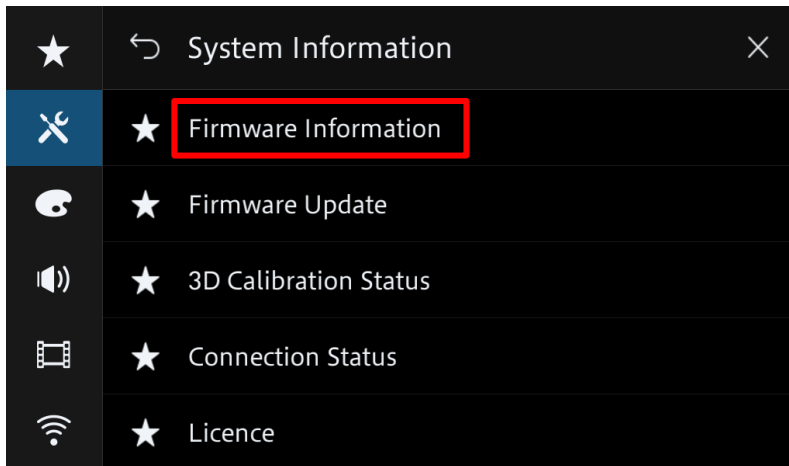 System Information
Firmware Information
Firmware Update
3D Calibration Status
Connection Status
Licence